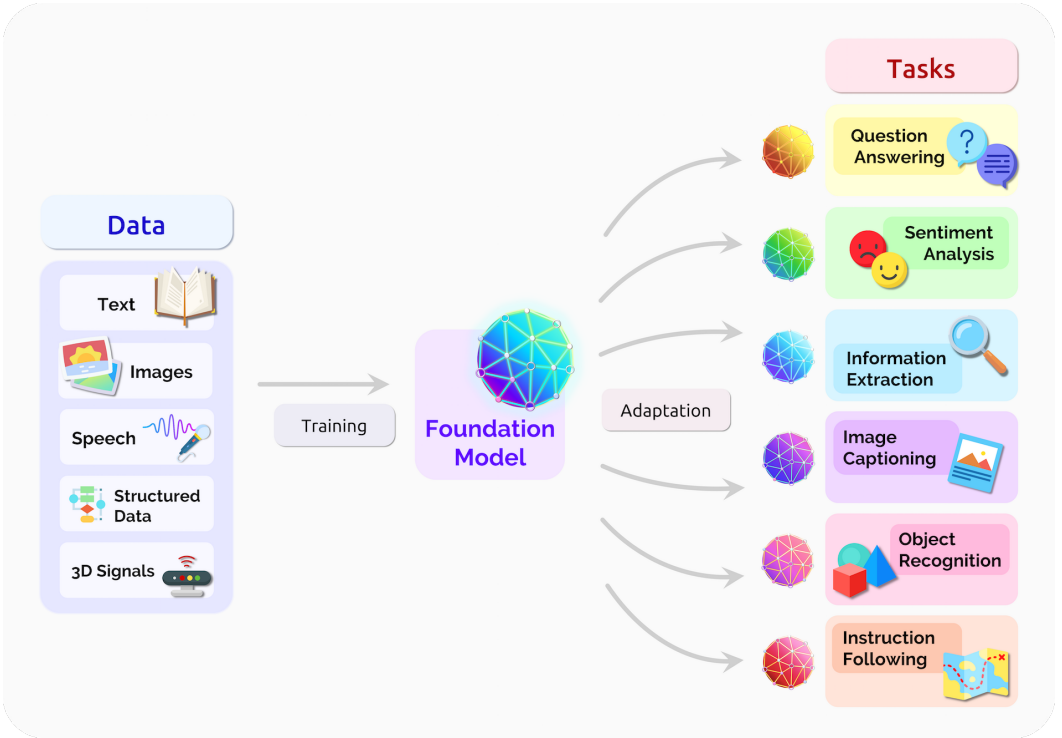 Data
Text
Images
Speech
Structured
Data
3D Signals
Training
Foundation
Model
Adaptation
Tasks
?
Question
Answering
Sentiment
Analysis
Information
Extraction
Image
Captioning
Object
Recognition
Instruction
Following